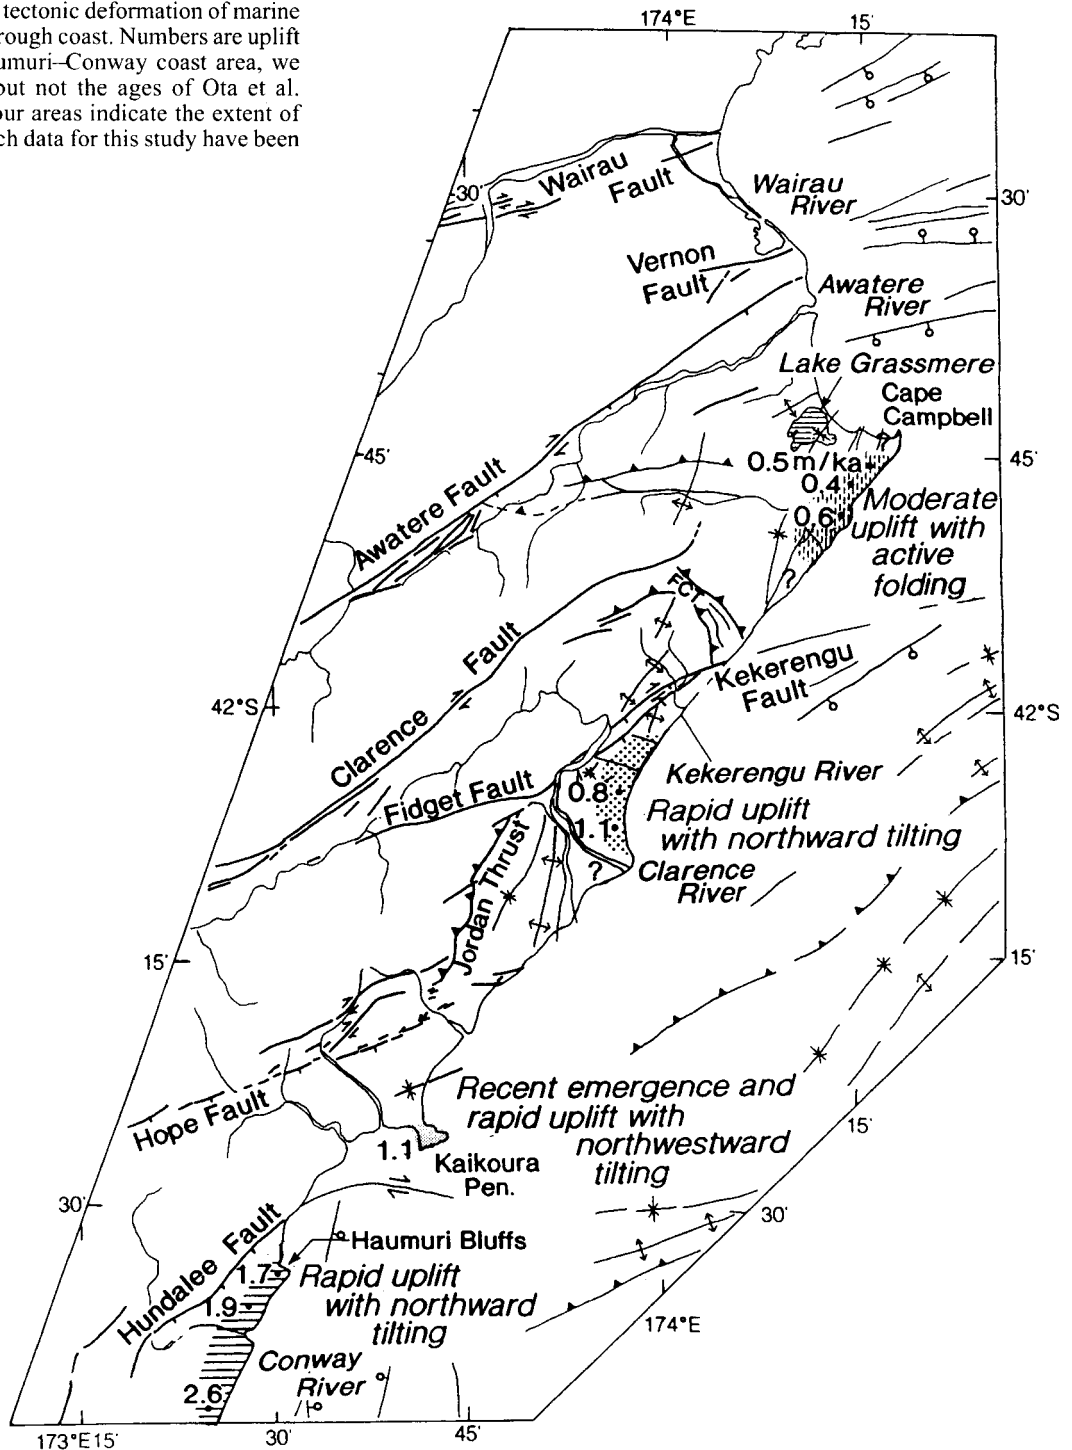 tectonic deformation of marine
rough coast. Numbers are uplift
umuri–Conway coast area, we
but not the ages of Ota et al.
our areas indicate the extent of
ch data for this study have been
174°E
15'
30'
Wairau
Fault
Wairau
River
30'
Vernon
Fault
Awatere
River
Lake Grassmere
Cape
Campbell
45'
0.5m/ka
45'
0.4
0.6
Awatere Fault
Moderate
uplift with
active
folding
?
FCT
Fault
Kekerengu
Fault
42°S
42°S
Clarence
Kekerengu River
Fidget Fault
0.8
Rapid uplift
with northward tilting
1.1
?
Clarence
River
Jordan Thrust
15'
15'
Hope Fault
Recent emergence and
rapid uplift with
northwestward
tilting
15'
1.1
Kaikoura
Pen.
30'
30'
Hundalee Fault
Haumuri Bluffs
1.7
Rapid uplift
with northward
tilting
1.9
174°E
Conway
River
2.6
173°E15'
30'
45'